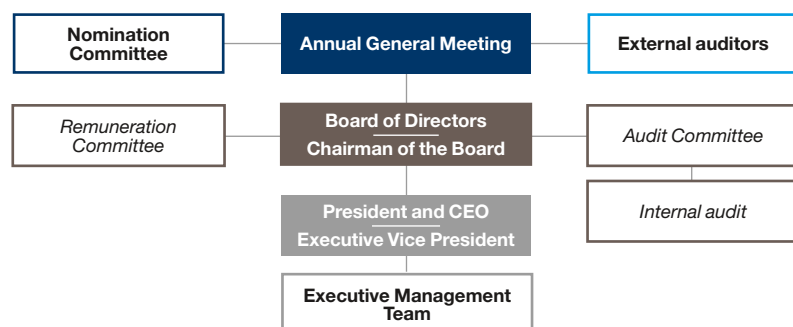 Nomination
Committee
Annual General Meeting
External auditors
Remuneration
Committee
Board of Directors
Chairman of the Board
Audit Committee
Internal audit
President and CEO
Executive Vice President
Executive Management
Team